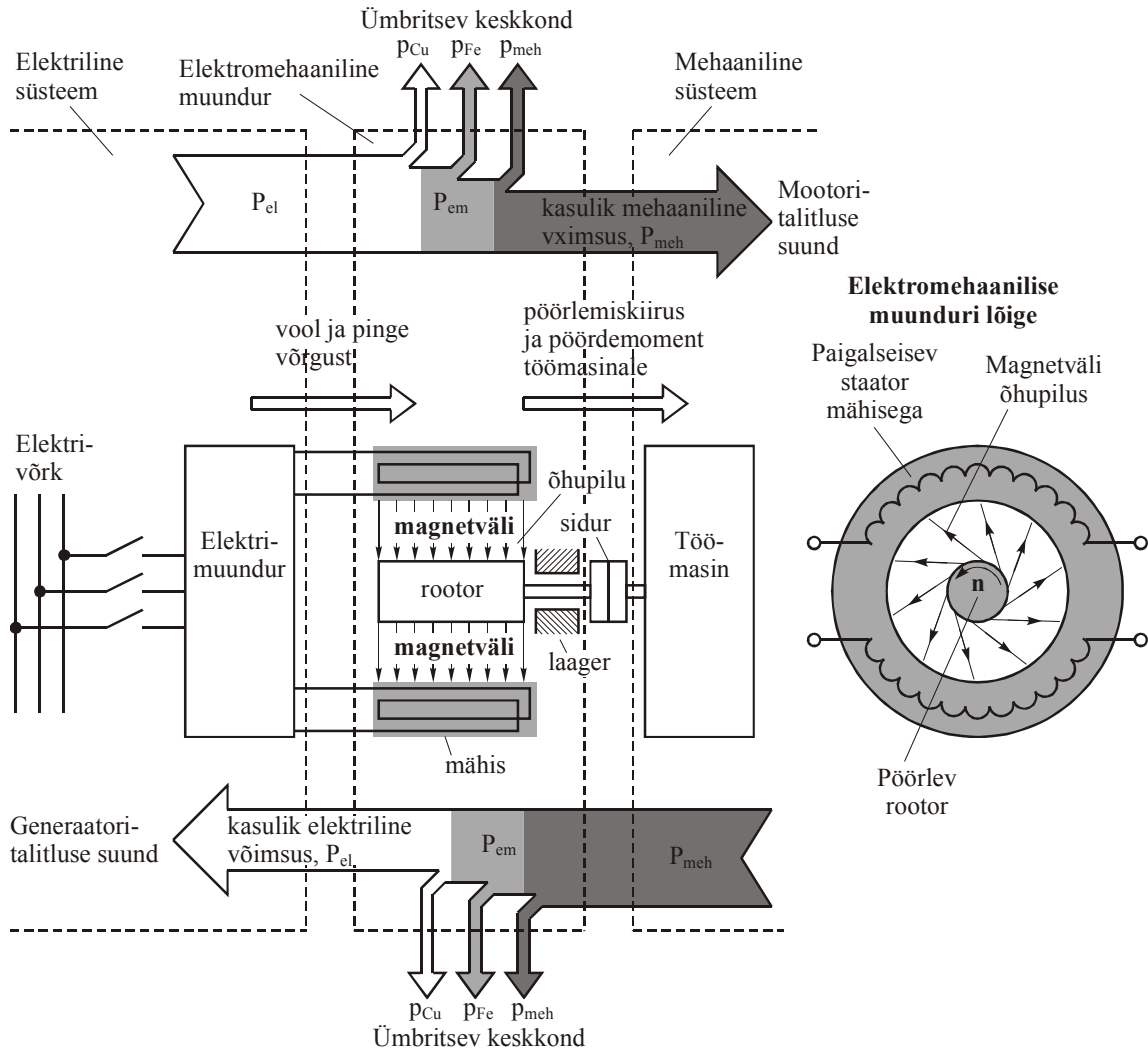 Ümbritsev keskkond
pCu pFe pmeh
Elektriline
süsteem
Elektromehaaniline
muundur
Mehaaniline
süsteem
Pel
Pem
kasulik mehaaniline
vximsus, Pmeh
Mootori-
talitluse
suund
vool ja pinge
võrgust
pöörlemiskiirus
ja pöördemoment
töömasinale
Elektromehaanilise
muunduri lõige
Paigalseisev
staator
mähisega
Magnetväli
õhupilus
Elektri-
võrk
Elektri-
muundur
magnetväli
õhupilu
sidur
rootor
magnetväli
laager
mähis
Töö-
masin
n
Pöörlev
rootor
Generaatori-
talitluse suund
kasulik elektriline
võimsus, Pel
Pem
Pmeh
pCu pFe pmeh
Ümbritsev keskkond